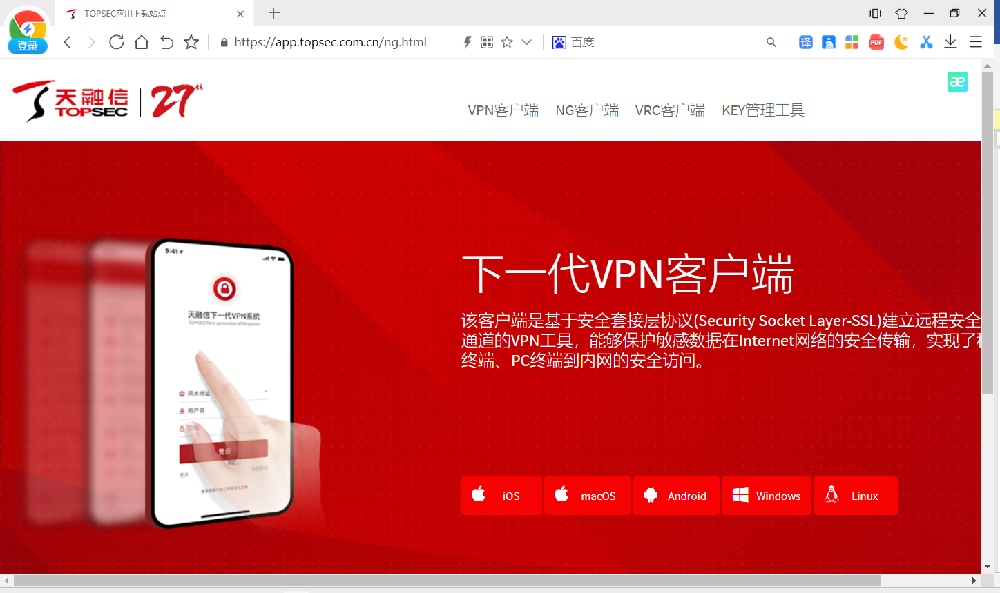 TOPSEC应用下载站点
登录
https://app.topsec.com.cn/ng.html
百度
译
PDF
天融信
TOPSEC
27th
æ
VPN客户端
NG客户端
VRC客户端
KEY管理工具
9:41
天融信下一代VPN系统
TOPSEC Next generation VPN system
网关地址
用户名
登录
更多
下一代VPN客户端
该客户端是基于安全套接层协议(Security Socket Layer-SSL)建立远程安全
通道的VPN工具，能够保护敏感数据在Internet网络的安全传输，实现了
终端、PC终端到内网的安全访问。
iOS
macOS
Android
Windows
Linux